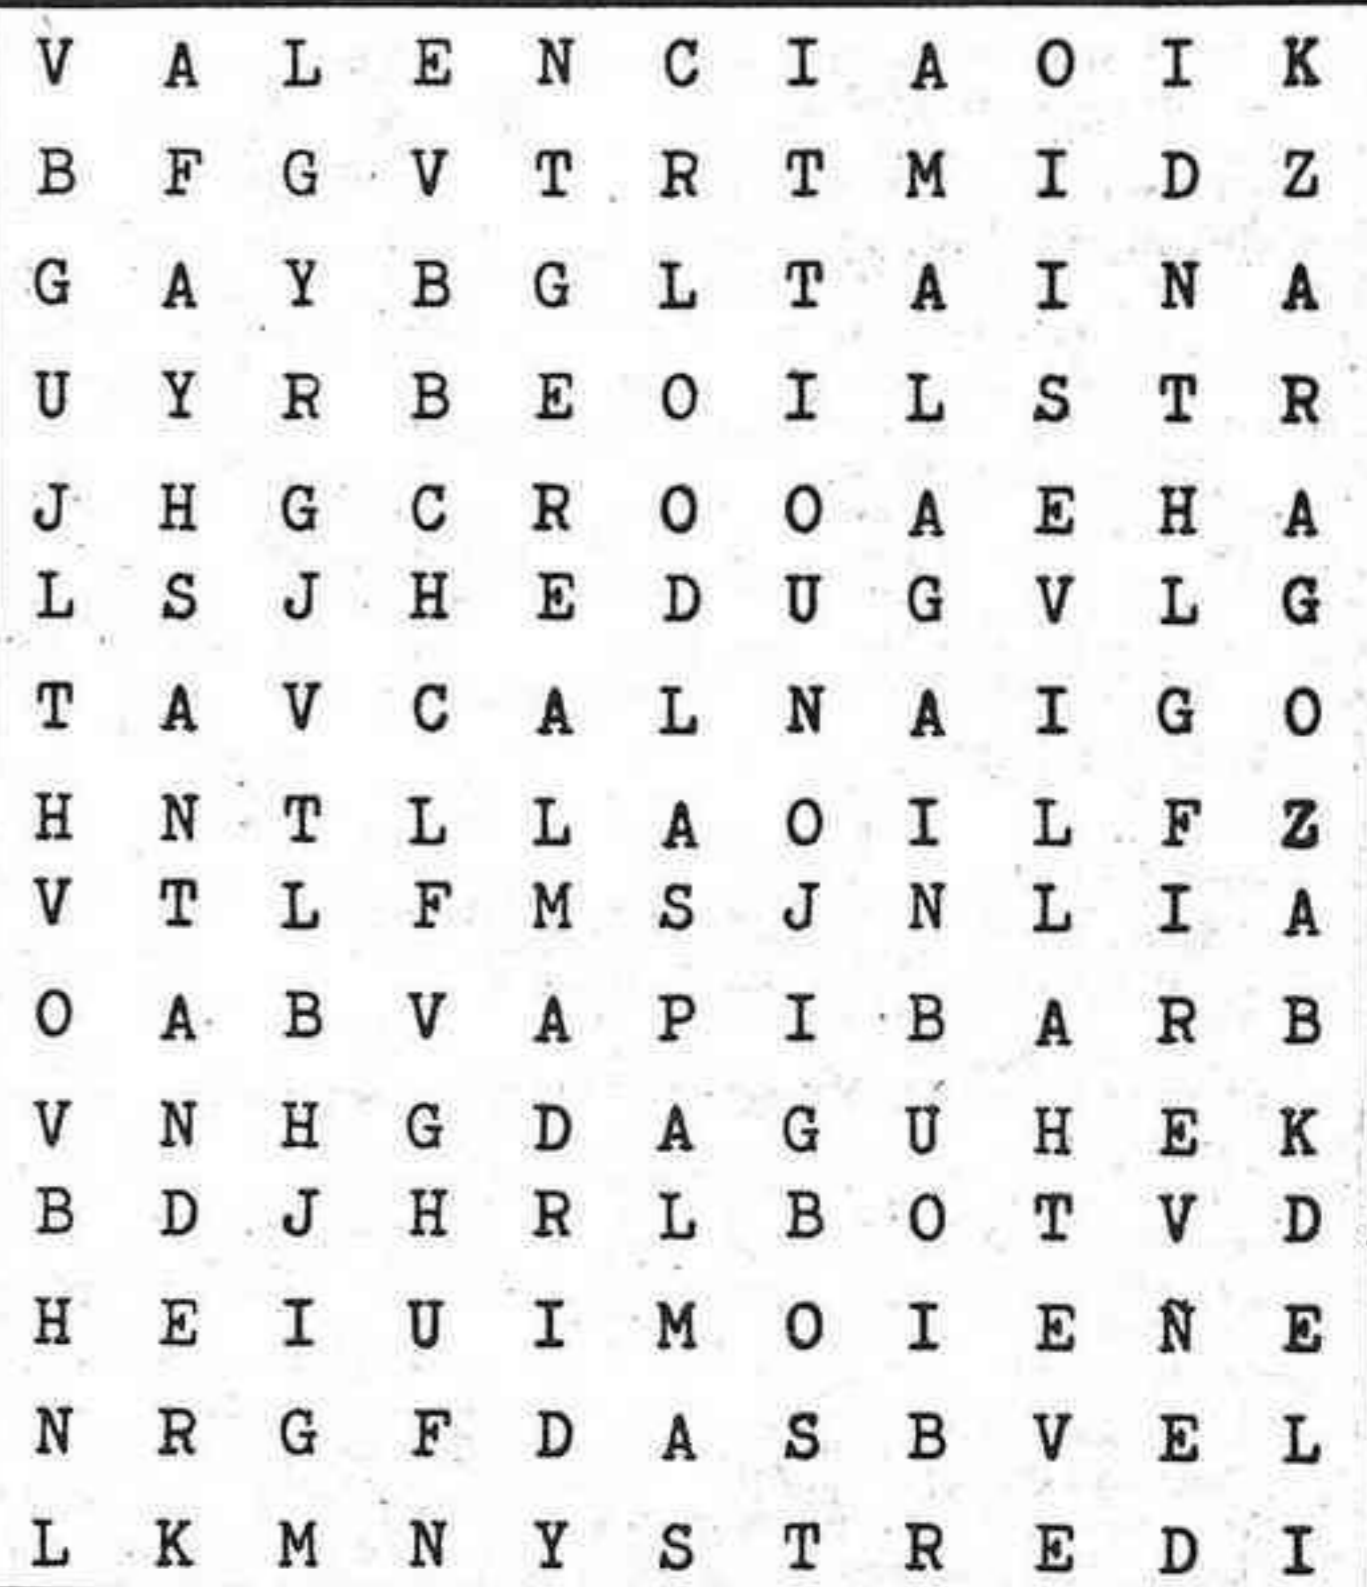 V A L E N C I A O I K
B F G V T R T M I D Z
G A Y B G L T A I N A
U Y R B E O I L S T R
J H G C R O O A E H A
L S J H E D U G V L G
T A V C A L N A I G O
H N T L L A O I L F Z
V T L F M S J N L I A
O A B V A P I B A R B
V N H G D A G U H E K
B D J H R L B O T V D
H E I U I M O I E Ñ E
N R G F D A S B V E L
L K M N Y S T R E D I